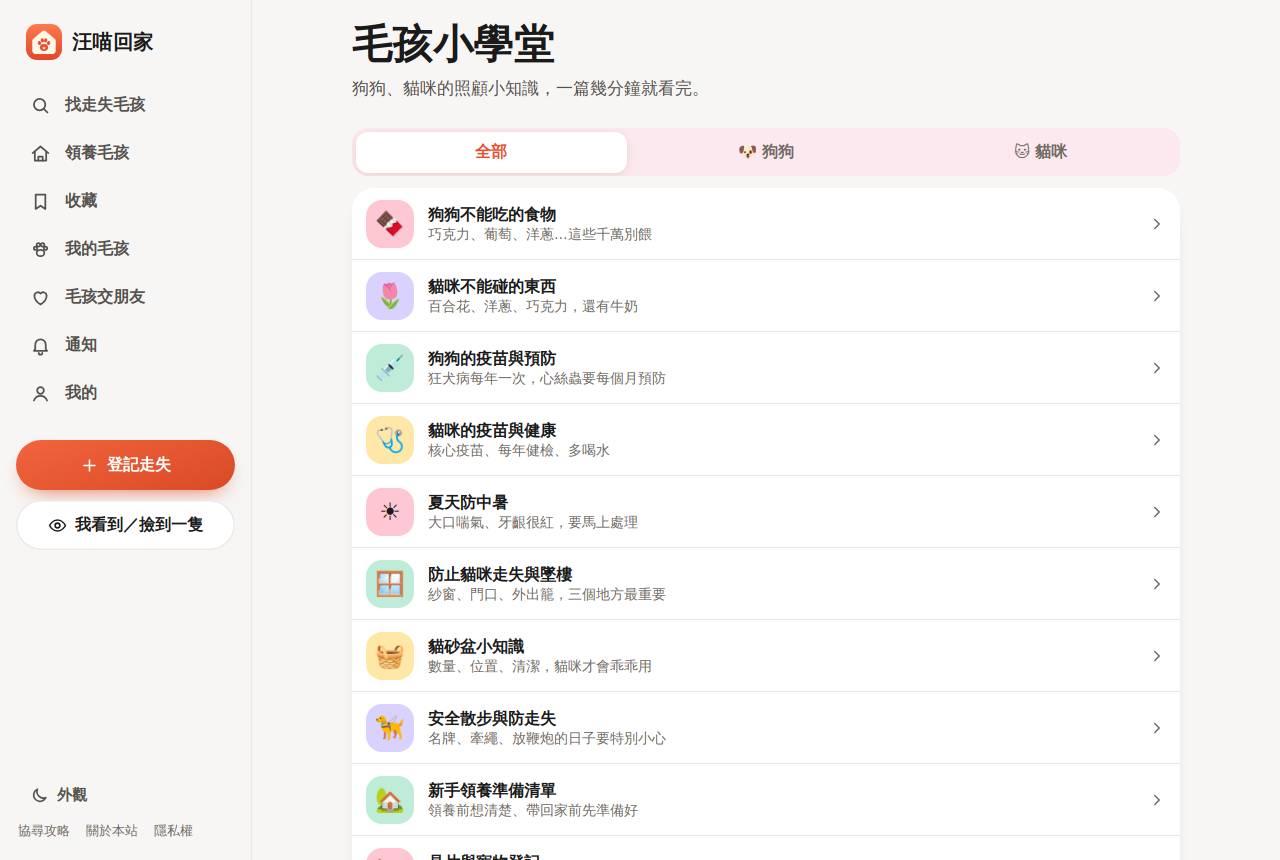 汪喵回家
找走失毛孩
領養毛孩
收藏
我的毛孩
毛孩交朋友
通知
我的
登記走失
我看到／撿到一隻
外觀
協尋攻略 關於本站 隱私權
毛孩小學堂
狗狗、貓咪的照顧小知識，一篇幾分鐘就看完。
全部 🐶 狗狗 🐱 貓咪
狗狗不能吃的食物
巧克力、葡萄、洋蔥…這些千萬別餵
貓咪不能碰的東西
百合花、洋蔥、巧克力，還有牛奶
狗狗的疫苗與預防
狂犬病每年一次，心絲蟲要每個月預防
貓咪的疫苗與健康
核心疫苗、每年健檢、多喝水
夏天防中暑
大口喘氣、牙齦很紅，要馬上處理
防止貓咪走失與墜樓
紗窗、門口、外出籠，三個地方最重要
貓砂盆小知識
數量、位置、清潔，貓咪才會乖乖用
安全散步與防走失
名牌、牽繩、放鞭炮的日子要特別小心
新手領養準備清單
領養前想清楚、帶回家前先準備好
晶片與寵物登記